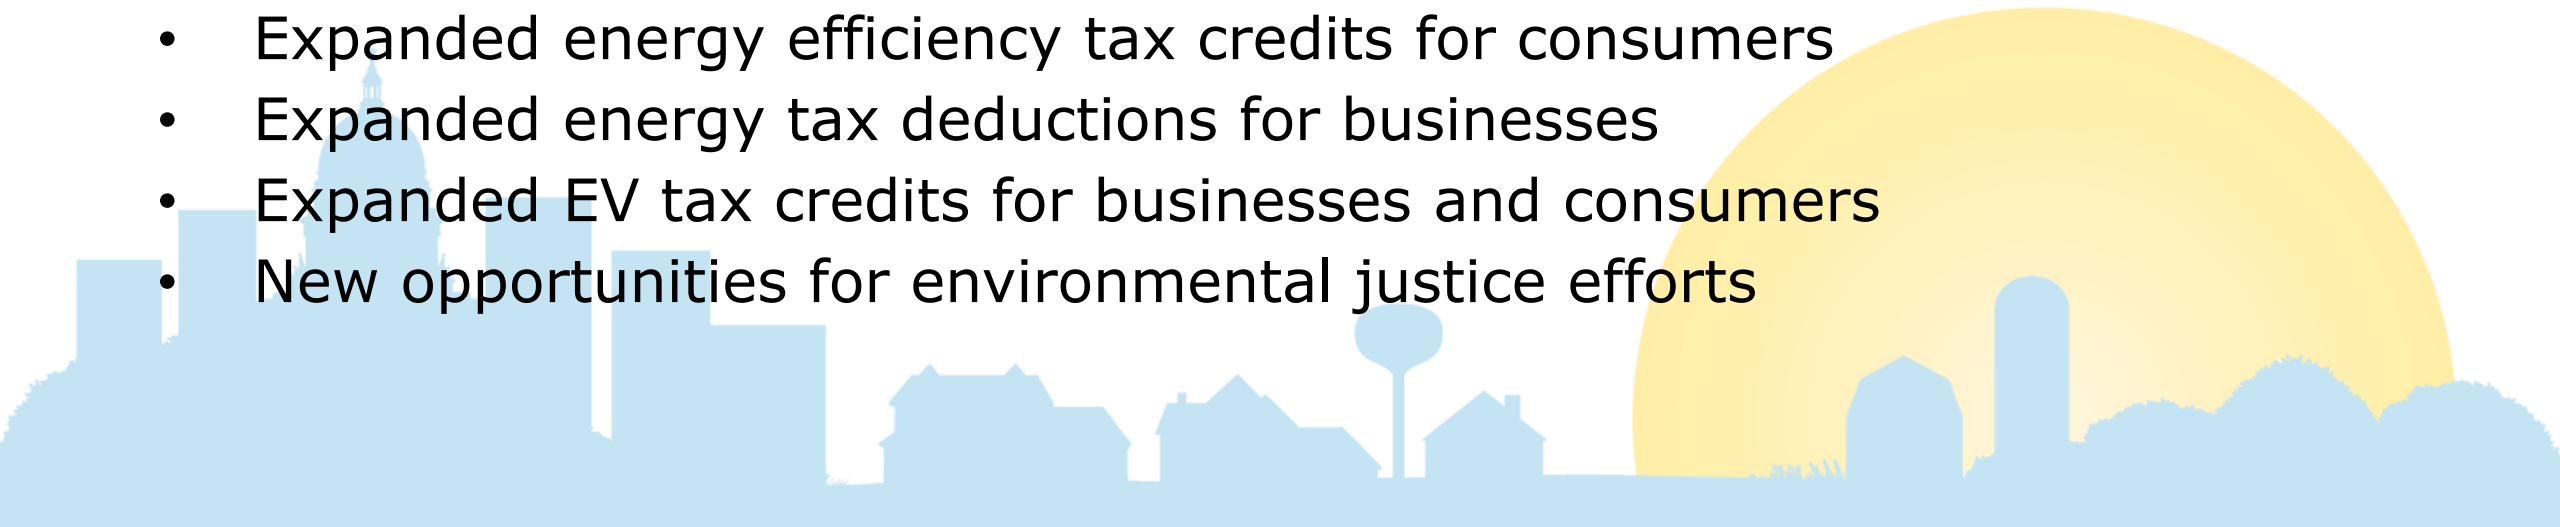 • Expanded energy efficiency tax credits for consumers
• Expanded energy tax deductions for businesses
• Expanded EV tax credits for businesses and consumers
• New opportunities for environmental justice efforts